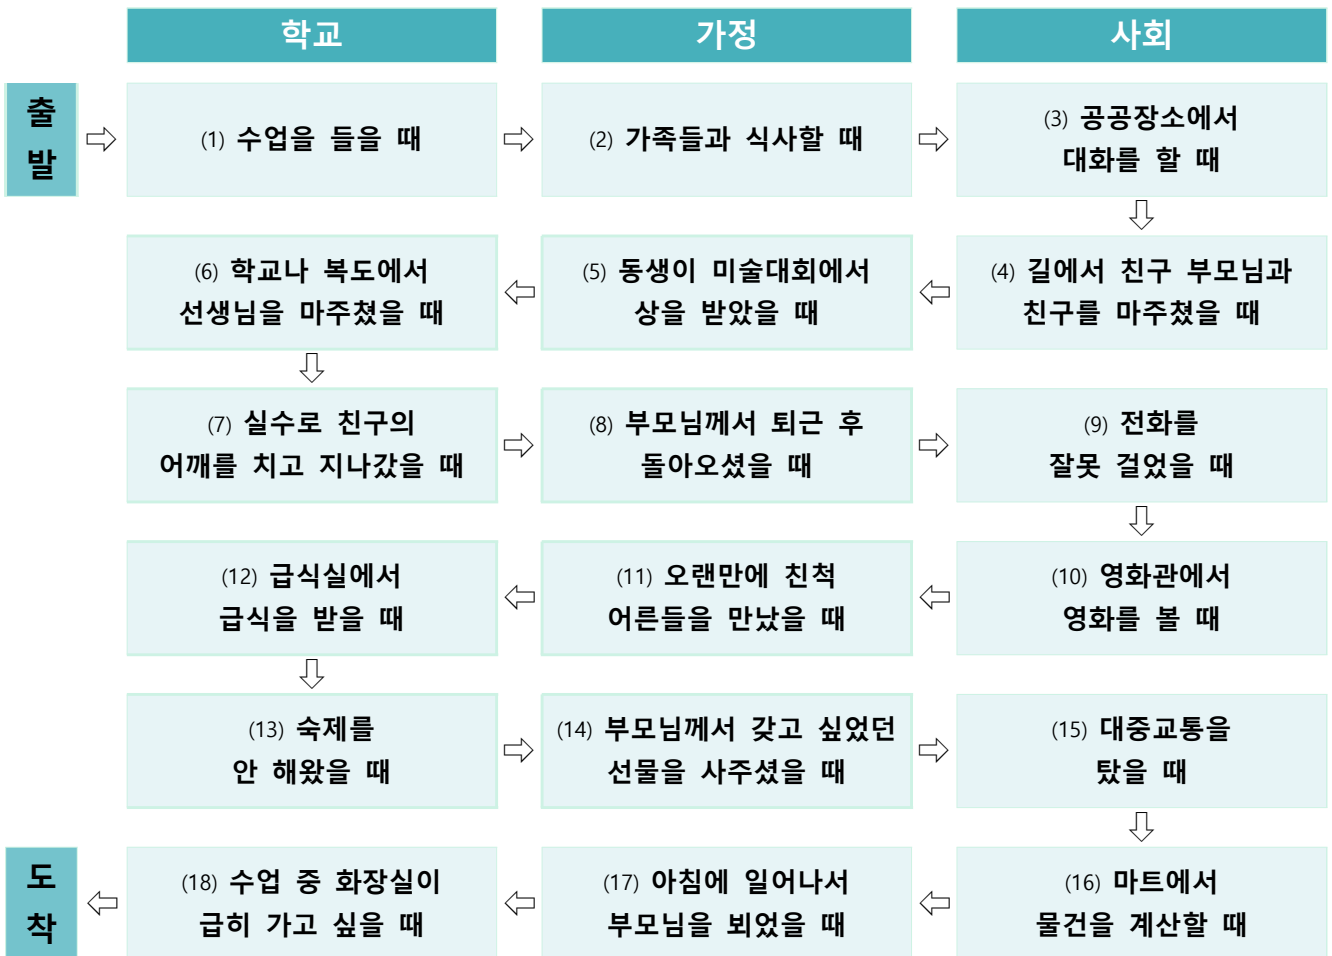 학교
가정
사회
출
발
(1) 수업을 들을 때
(2) 가족들과 식사할 때
(3) 공공장소에서
대화를 할 때
(6) 학교나 복도에서
선생님을 마주쳤을 때
(5) 동생이 미술대회에서
상을 받았을 때
(4) 길에서 친구 부모님과
친구를 마주쳤을 때
(7) 실수로 친구의
어깨를 치고 지나갔을 때
(8) 부모님께서 퇴근 후
돌아오셨을 때
(9) 전화를
잘못 걸었을 때
(12) 급식실에서
급식을 받을 때
(11) 오랜만에 친척
어른들을 만났을 때
(10) 영화관에서
영화를 볼 때
(13) 숙제를
안 해왔을 때
(14) 부모님께서 갖고 싶었던
선물을 사주셨을 때
(15) 대중교통을
탔을 때
도
착
(18) 수업 중 화장실이
급히 가고 싶을 때
(17) 아침에 일어나서
부모님을 뵈었을 때
(16) 마트에서
물건을 계산할 때